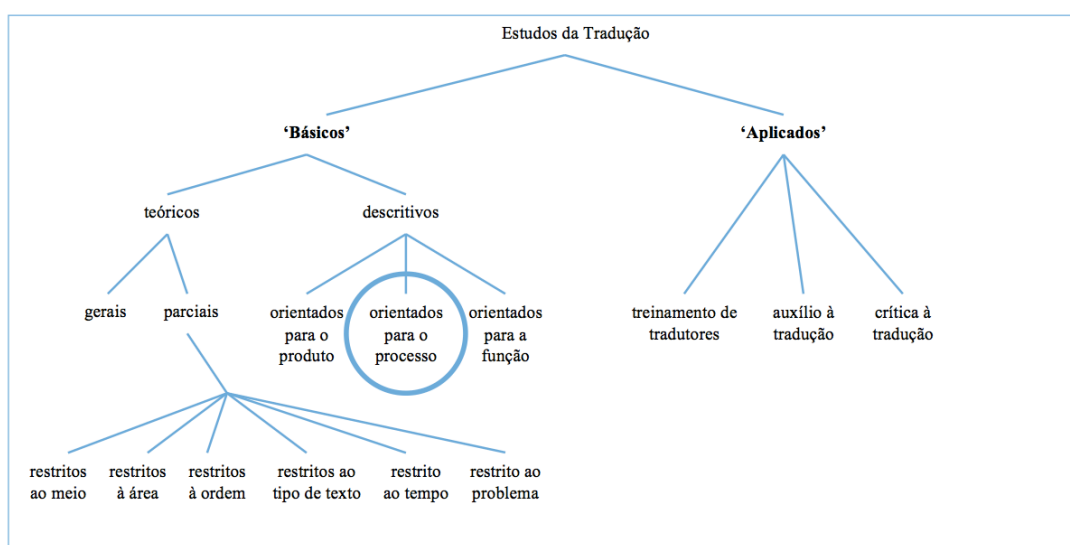 Estudos da Tradução
‘Básicos’
‘Aplicados’
teóricos
descritivos
gerais
parciais
orientados
para o
produto
orientados
para o
processo
orientados
para a
função
treinamento de
tradutores
auxílio à
tradução
crítica à
tradução
restritos
ao meio
restritos
à área
restritos
à ordem
restritos ao
tipo de texto
restrito
ao tempo
restrito ao
problema